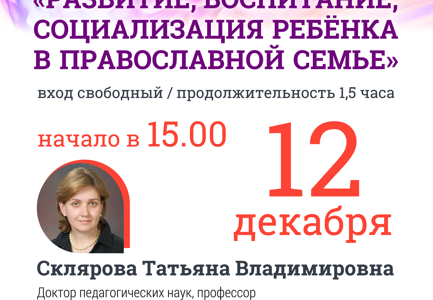 «РАЗВИТИЕ, ВОСПИТАНИЕ,
СОЦИАЛИЗАЦИЯ РЕБЁНКА
В ПРАВОСЛАВНОЙ СЕМЬЕ»
вход свободный / продолжительность 1,5 часа
начало в 15.00
12
декабря
Склярова Татьяна Владимировна
Доктор педагогических наук, профессор